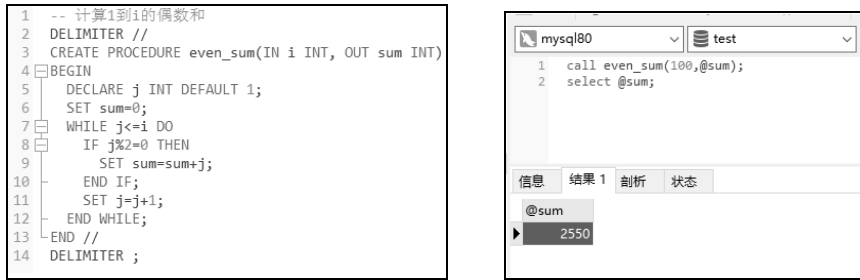 1 -- 计算1到i的偶数和
2 DELIMITER //
3 CREATE PROCEDURE even_sum(IN i INT, OUT sum INT)
4 BEGIN
5 DECLARE j INT DEFAULT 1;
6 SET sum=0;
7 WHILE j<=i DO
8 IF j%2=0 THEN
9 SET sum=sum+j;
10 END IF;
11 SET j=j+1;
12 END WHILE;
13 END //
14 DELIMITER ;
mysql80 test
1 call even_sum(100,@sum);
2 select @sum;
信息 结果 1 剖析 状态
@sum
2550